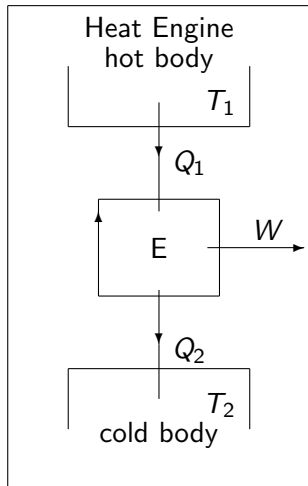 Heat Engine
hot body
T₁
Q₁
E
W
Q₂
T₂
cold body